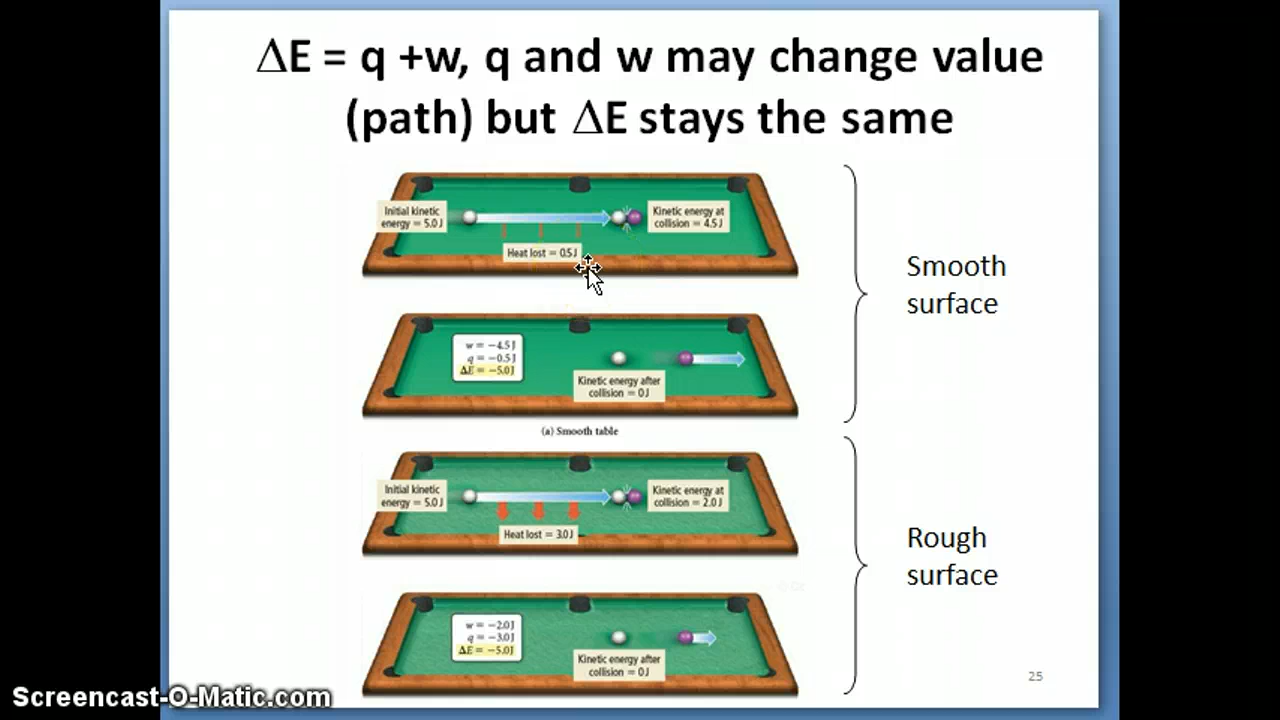 ΔE = q +w, q and w may change value
(path) but ΔE stays the same
Initial kinetic
energy = 5.0 J
Kinetic energy at
collision = 4.5 J
Heat lost = 0.5 J
Smooth
surface
w = −4.5 J
q = −0.5 J
ΔE = −5.0 J
Kinetic energy after
collision = 0 J
(a) Smooth table
Initial kinetic
energy = 5.0 J
Kinetic energy at
collision = 2.0 J
Heat lost = 3.0 J
Rough
surface
w = −2.0 J
q = −3.0 J
ΔE = −5.0 J
Kinetic energy after
collision = 0 J
25
Screencast-O-Matic.com